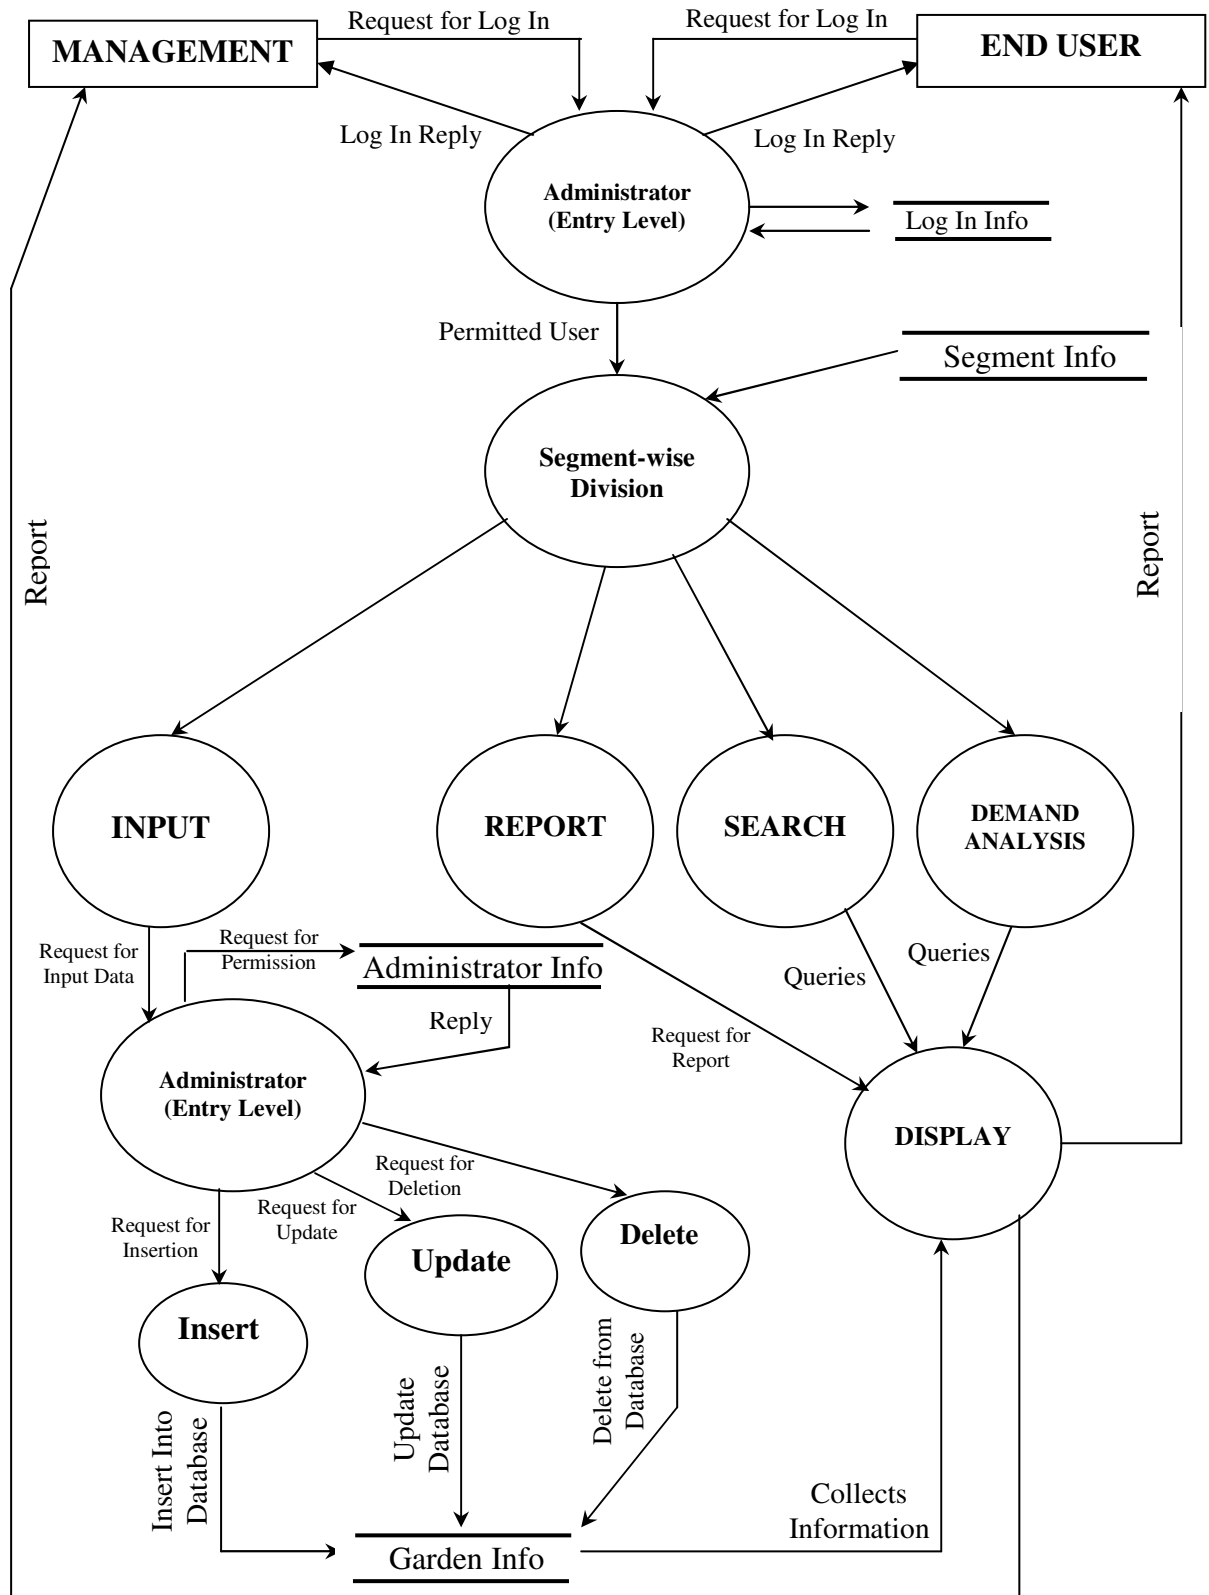 Request for Log In
Request for Log In
MANAGEMENT
END USER
Log In Reply
Log In Reply
Administrator
(Entry Level)
Log In Info
Permitted User
Segment Info
Segment-wise
Division
Report
Report
INPUT
REPORT
SEARCH
DEMAND
ANALYSIS
Request for
Input Data
Request for
Permission
Administrator Info
Queries
Queries
Reply
Request for
Report
Administrator
(Entry Level)
DISPLAY
Request for
Deletion
Request for
Update
Request for
Insertion
Delete
Update
Insert
Insert Into
Database
Update
Database
Delete from
Database
Collects
Information
Garden Info